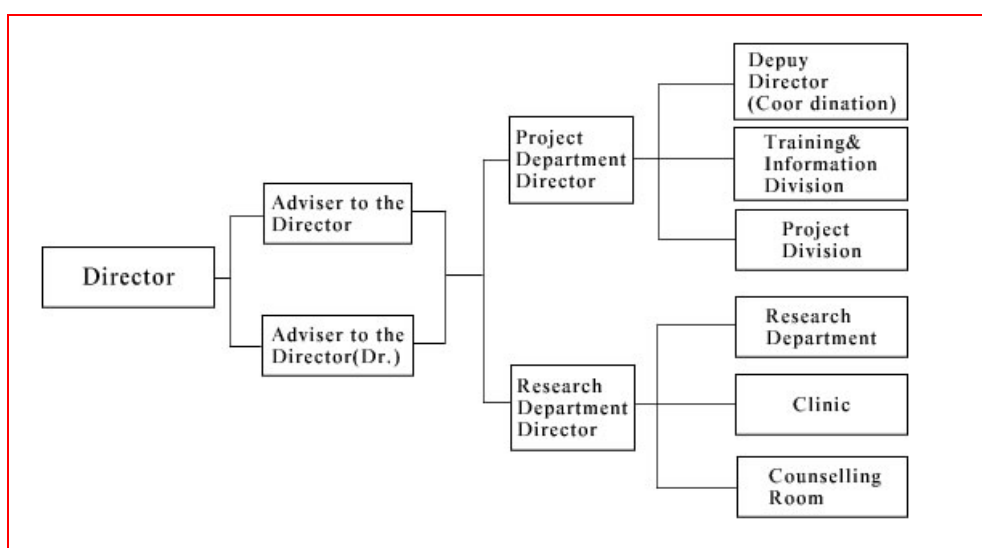 Director
Adviser to the
Director
Adviser to the
Director(Dr.)
Project
Department
Director
Research
Department
Director
Depuy
Director
(Coor dination)
Training&
Information
Division
Project
Division
Research
Department
Clinic
Counselling
Room